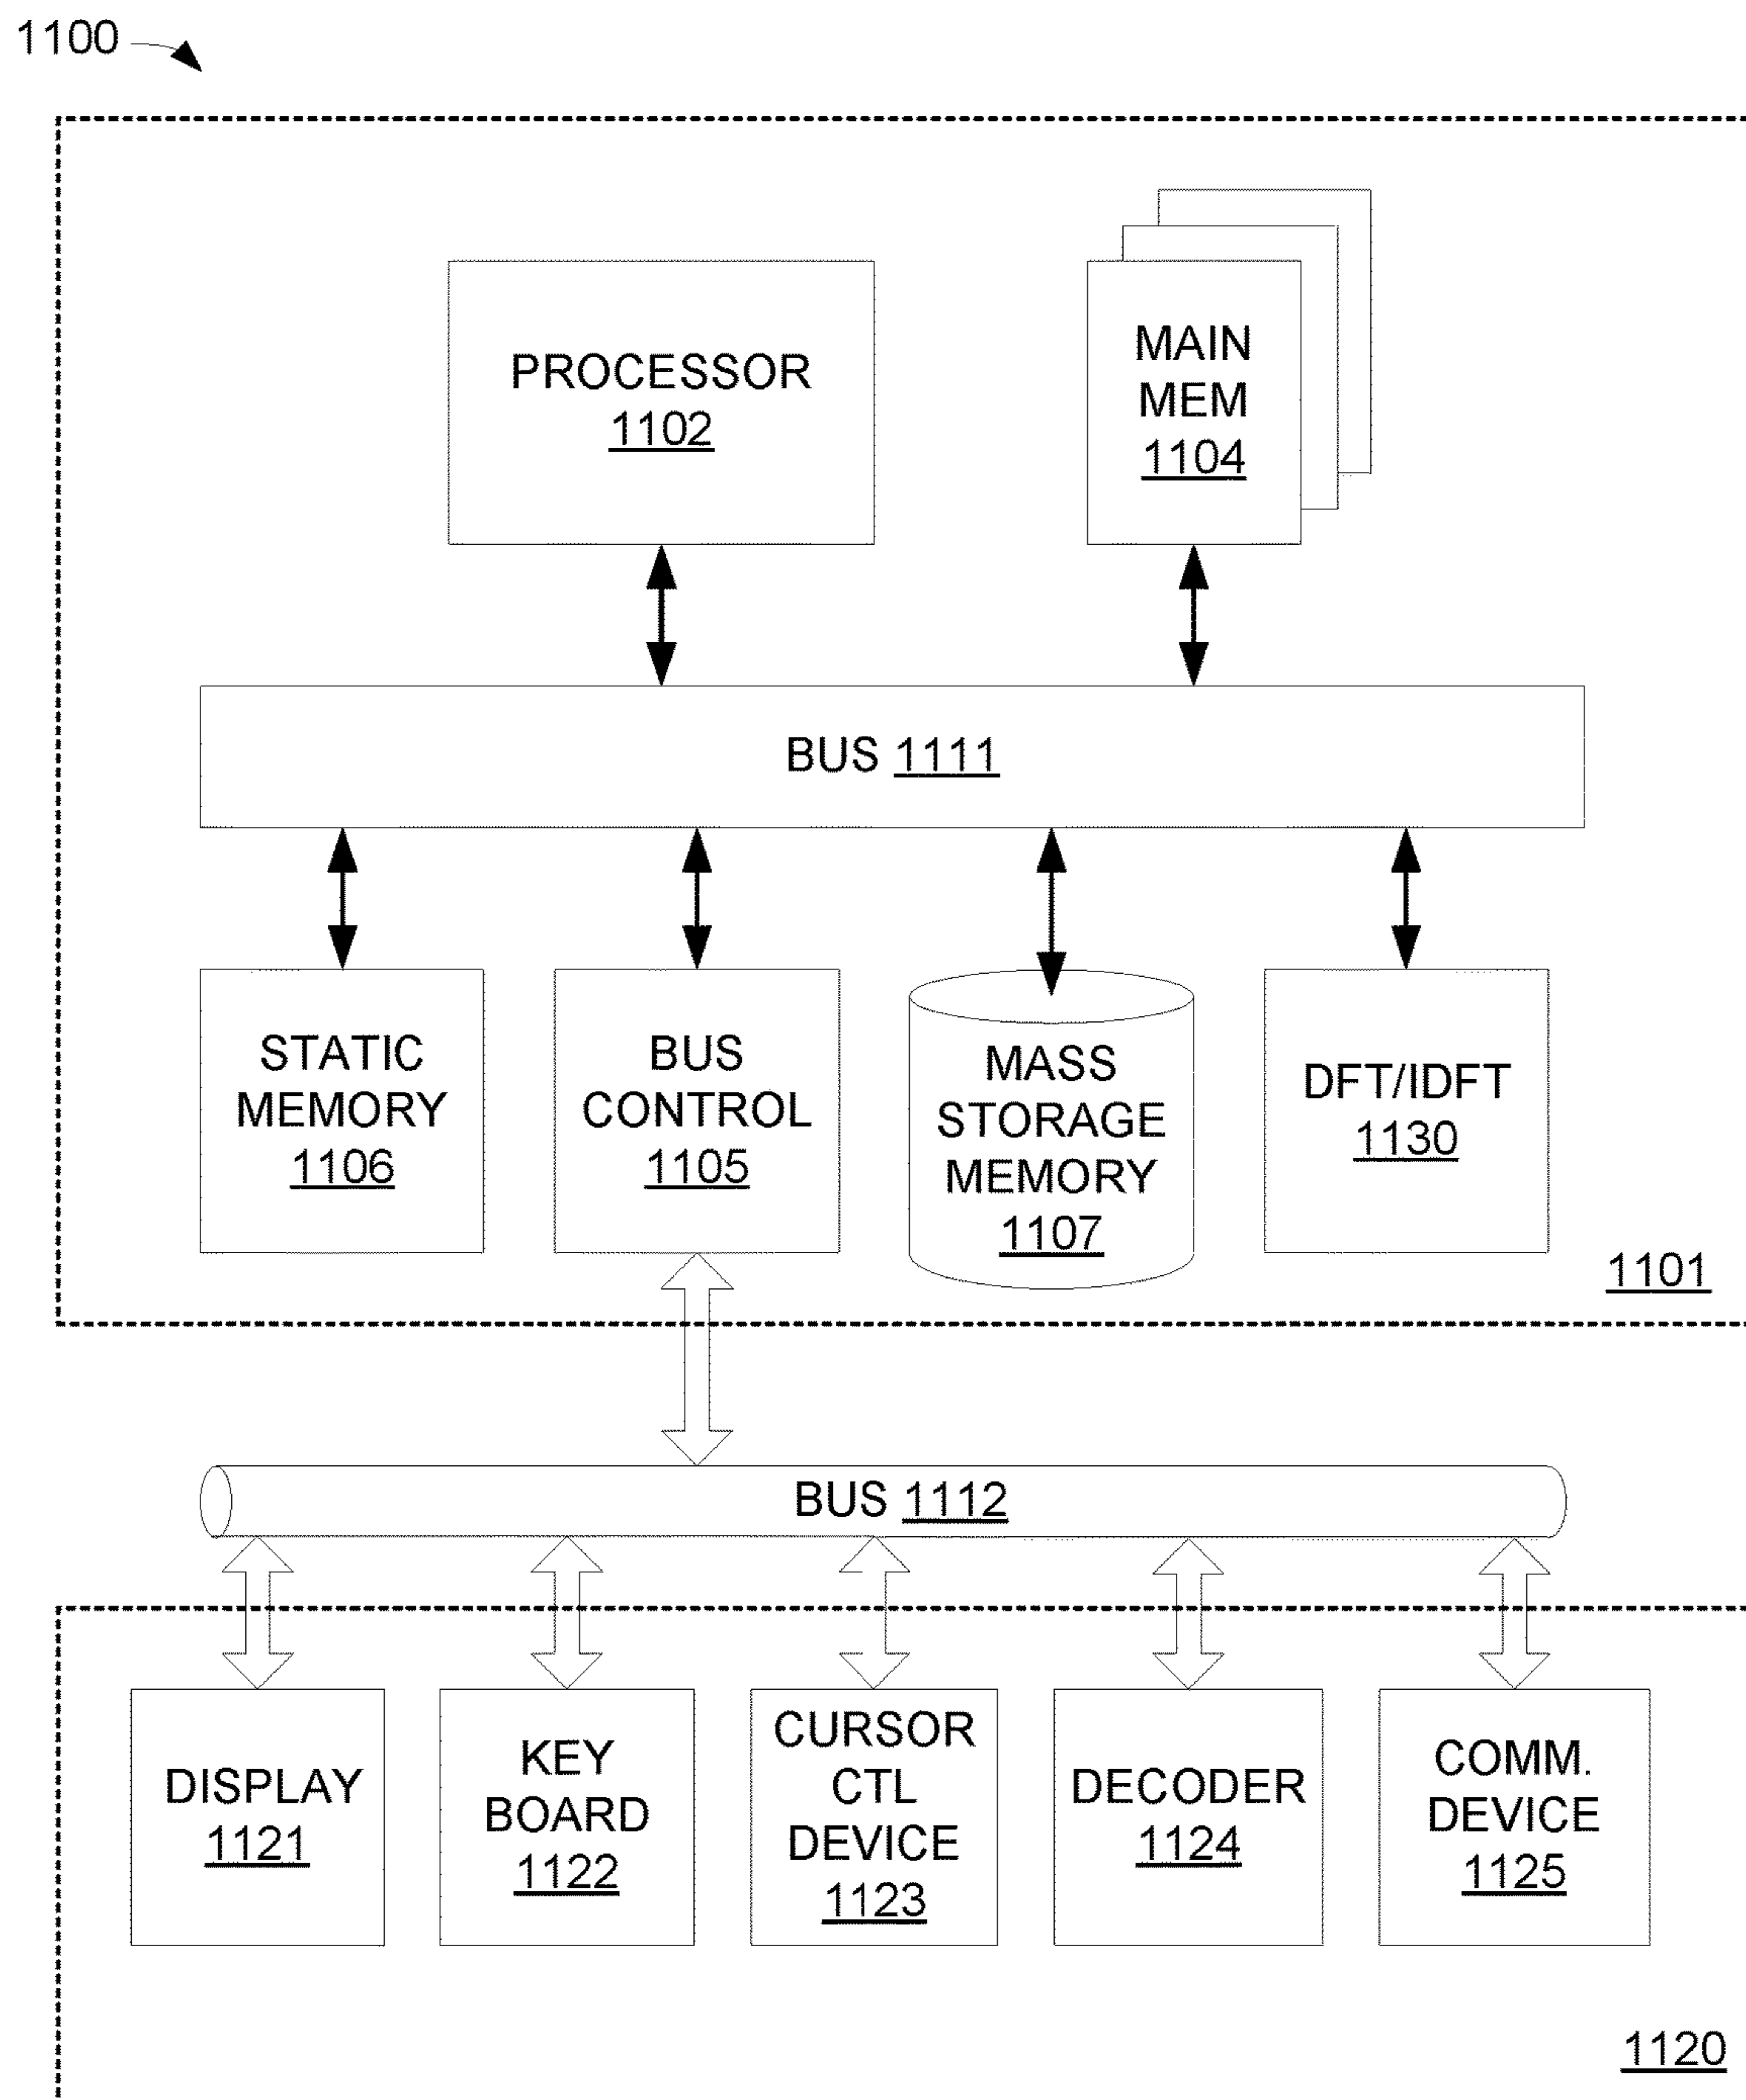 1100
PROCESSOR
1102
MAIN
MEM
1104
BUS 1111
STATIC
MEMORY
1106
BUS
CONTROL
1105
MASS
STORAGE
MEMORY
1107
DFT/IDFT
1130
1101
BUS 1112
DISPLAY
1121
KEY
BOARD
1122
CURSOR
CTL
DEVICE
1123
DECODER
1124
COMM.
DEVICE
1125
1120